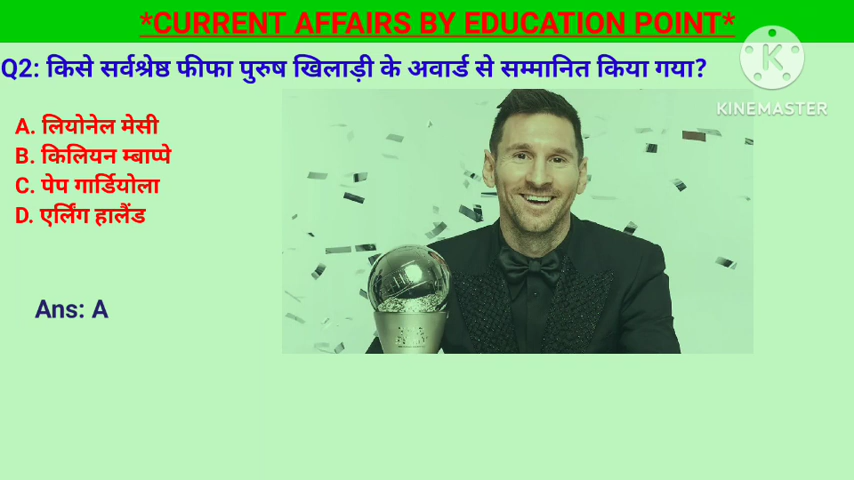 *CURRENT AFFAIRS BY EDUCATION POINT*
Q2: किसे सर्वश्रेष्ठ फीफा पुरुष खिलाड़ी के अवार्ड से सम्मानित किया गया?
K
KINEMASTER
A. लियोनेल मेसी
B. किलियन म्बाप्पे
C. पेप गार्डियोला
D. एर्लिंग हालैंड
Ans: A